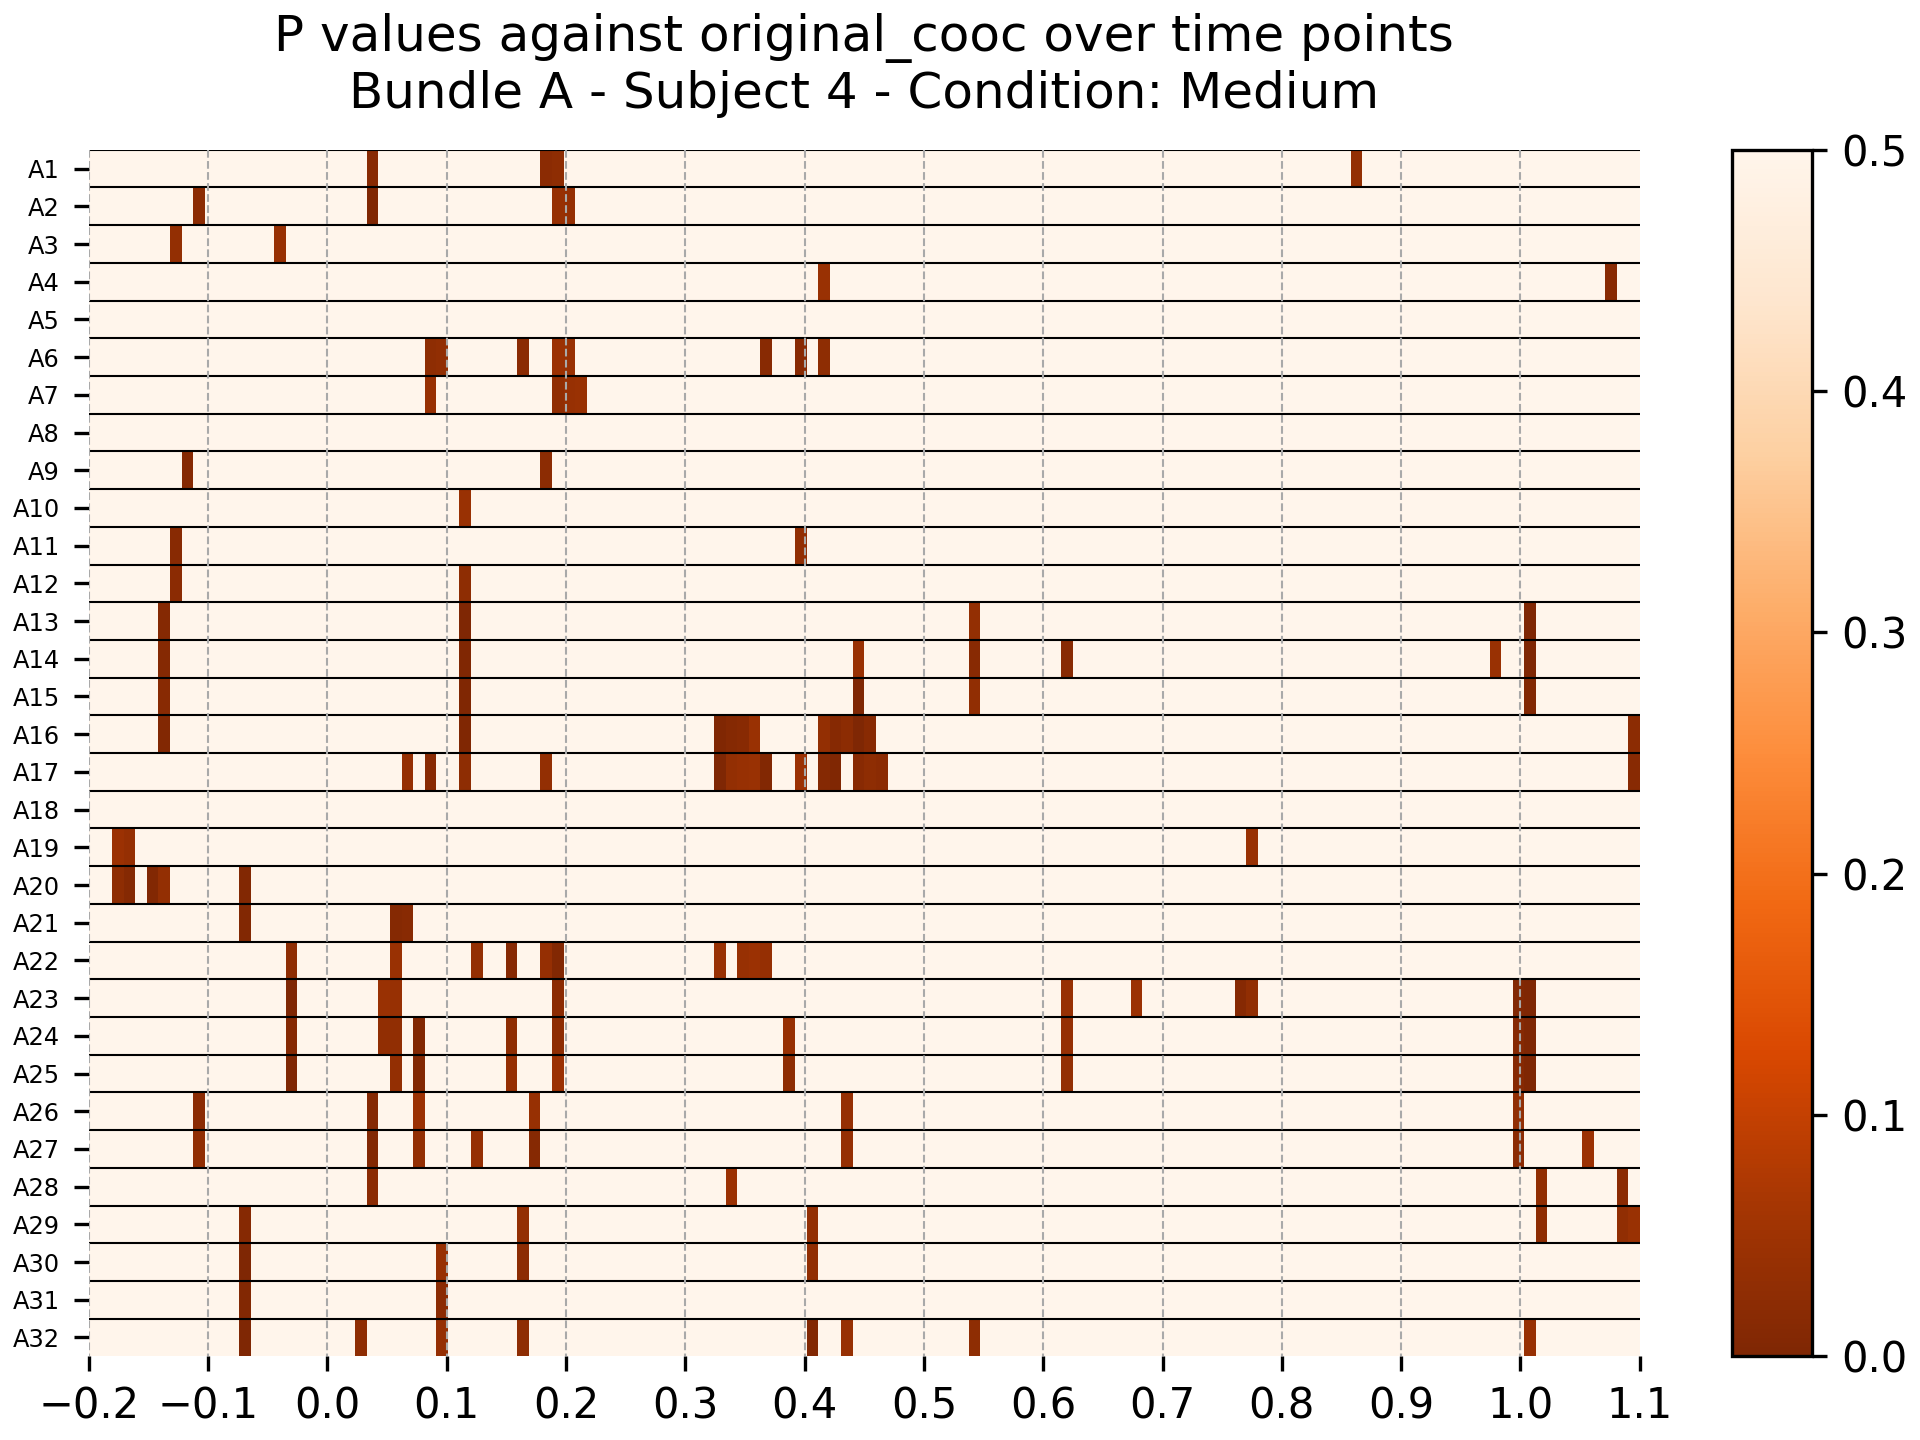 P values against original_cooc over time points
Bundle A - Subject 4 - Condition: Medium
A1
A2
A3
A4
A5
A6
A7
A8
A9
A10
A11
A12
A13
A14
A15
A16
A17
A18
A19
A20
A21
A22
A23
A24
A25
A26
A27
A28
A29
A30
A31
A32
−0.2 −0.1 0.0 0.1 0.2 0.3 0.4 0.5 0.6 0.7 0.8 0.9 1.0 1.1
0.5
0.4
0.3
0.2
0.1
0.0